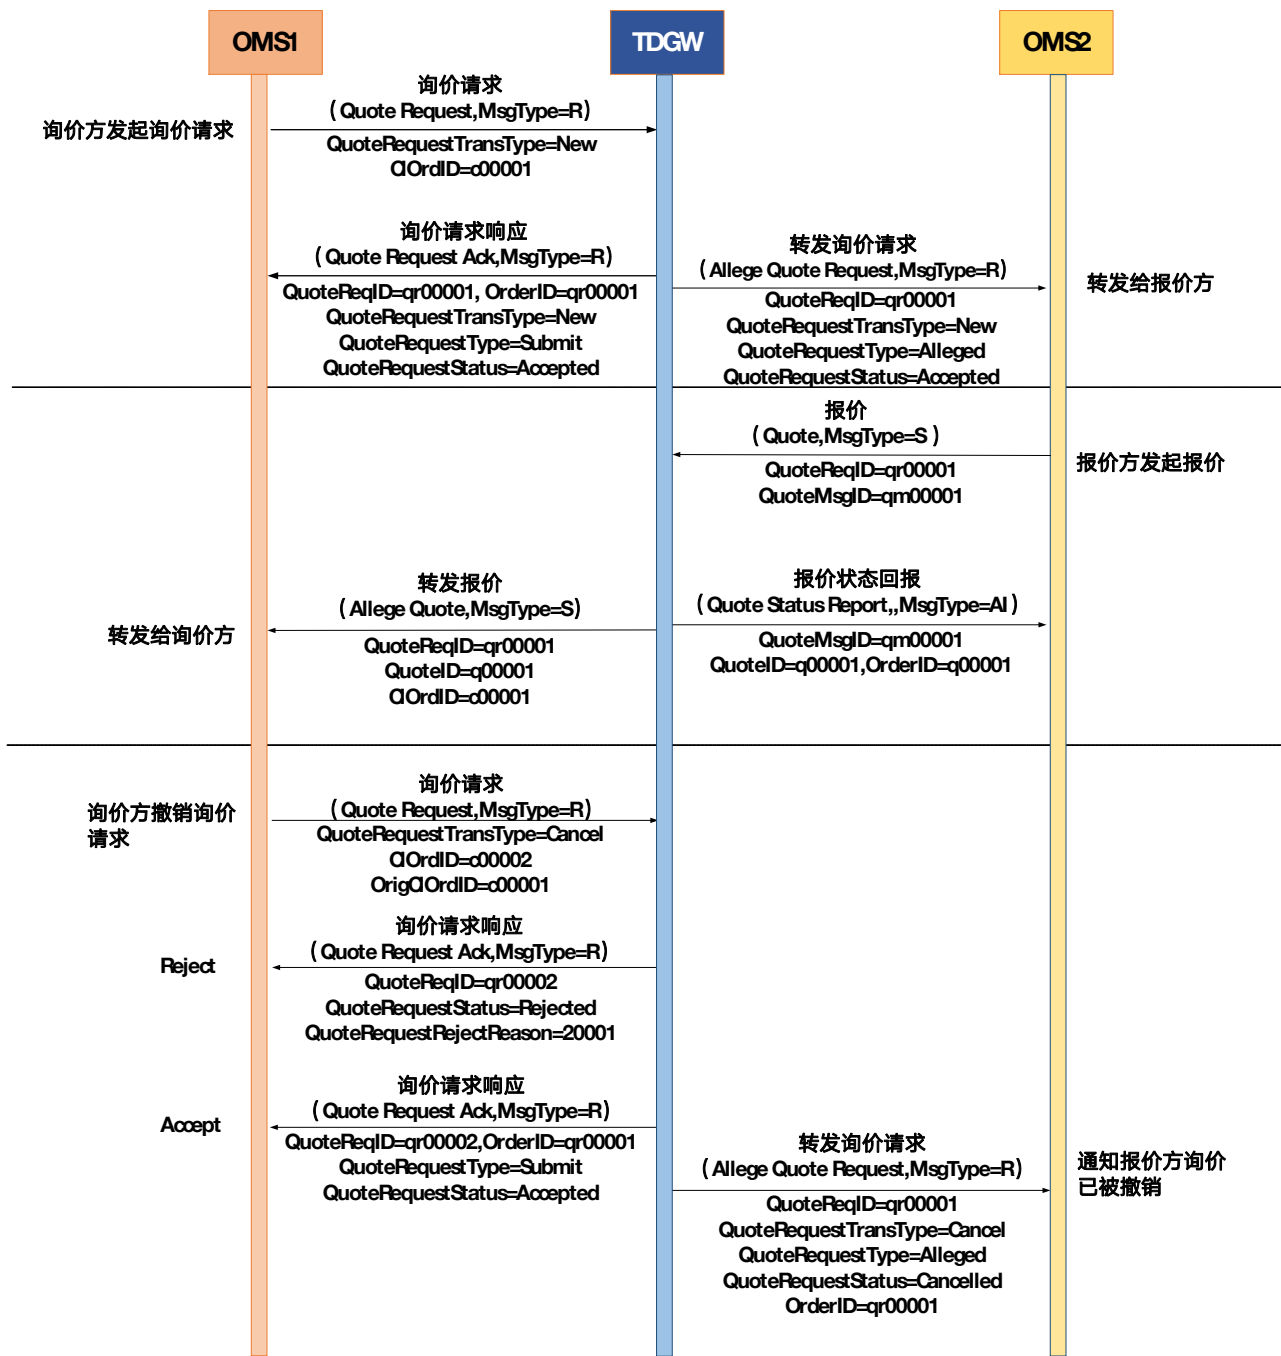 OMS1
TDGW
OMS2
询价请求
(Quote Request,MsgType=R)
询价方发起询价请求
QuoteRequestTransType=New
ClOrdID=c00001
询价请求响应
(Quote Request Ack,MsgType=R)
QuoteReqID=qr00001, OrderID=qr00001
QuoteRequestTransType=New
QuoteRequestType=Submit
QuoteRequestStatus=Accepted
转发询价请求
(Allege Quote Request,MsgType=R)
转发给报价方
QuoteReqID=qr00001
QuoteRequestTransType=New
QuoteRequestType=Alleged
QuoteRequestStatus=Accepted
报价
(Quote,MsgType=S )
报价方发起报价
QuoteReqID=qr00001
QuoteMsgID=qm00001
转发报价
(Allege Quote,MsgType=S)
转发给询价方
QuoteReqID=qr00001
QuoteID=q00001
ClOrdID=c00001
报价状态回报
(Quote Status Report,,MsgType=AI)
QuoteMsgID=qm00001
QuoteID=q00001,OrderID=q00001
询价请求
(Quote Request,MsgType=R)
询价方撤销询价
请求
QuoteRequestTransType=Cancel
ClOrdID=c00002
OrigClOrdID=c00001
询价请求响应
(Quote Request Ack,MsgType=R)
Reject
QuoteReqID=qr00002
QuoteRequestStatus=Rejected
QuoteRequestRejectReason=20001
询价请求响应
(Quote Request Ack,MsgType=R)
Accept
QuoteReqID=qr00002,OrderID=qr00001
QuoteRequestType=Submit
QuoteRequestStatus=Accepted
转发询价请求
(Allege Quote Request,MsgType=R)
通知报价方询价
已被撤销
QuoteReqID=qr00001
QuoteRequestTransType=Cancel
QuoteRequestType=Alleged
QuoteRequestStatus=Cancelled
OrderID=qr00001